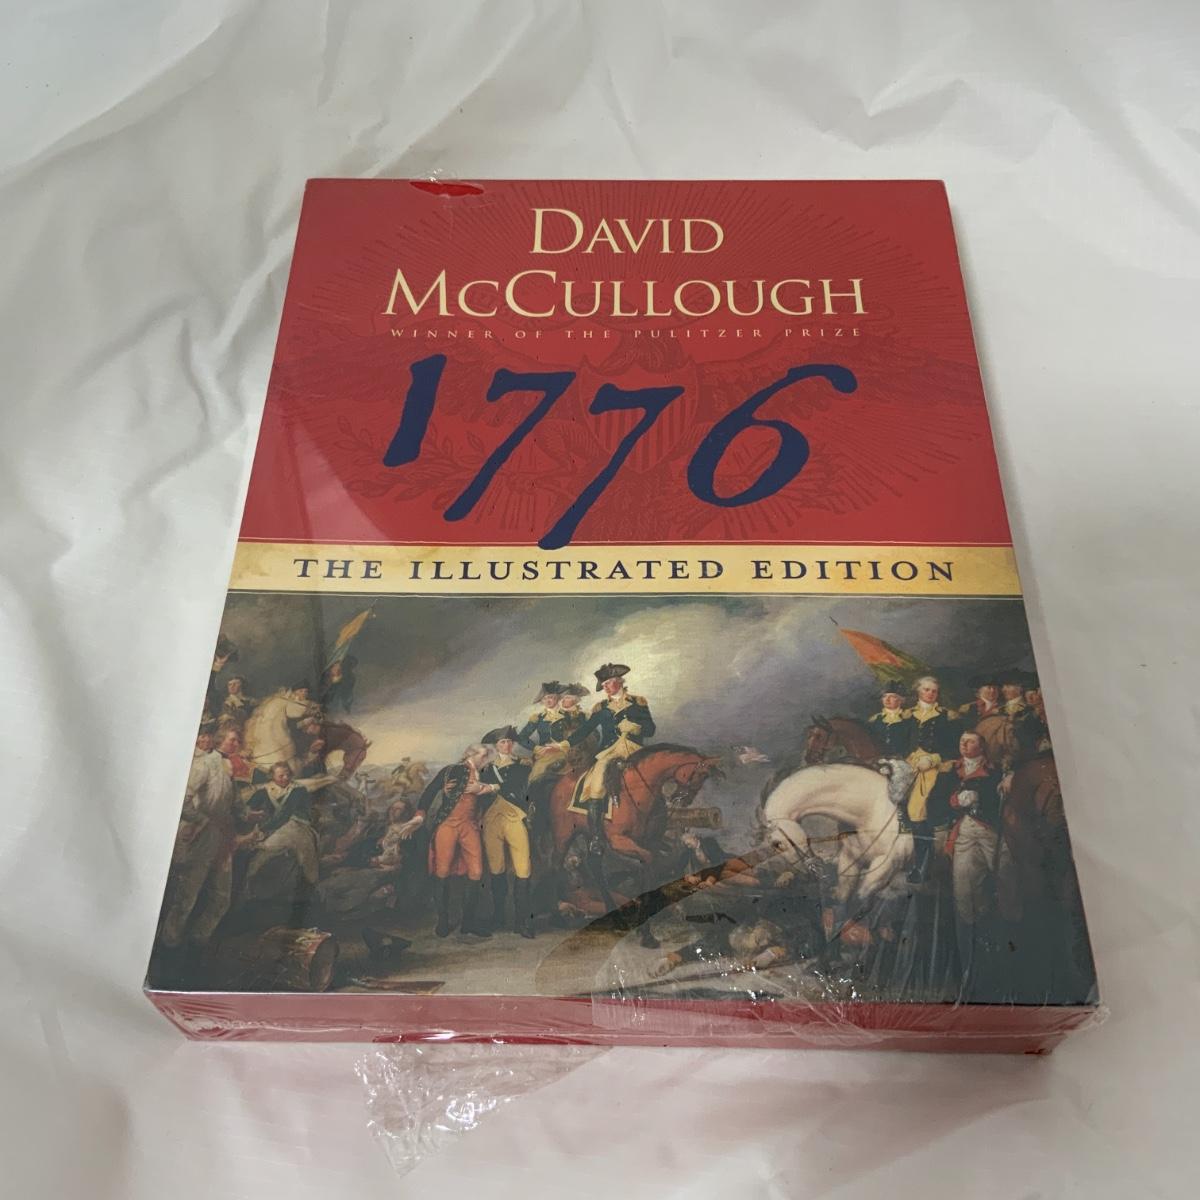 DAVID
MCCULLOUGH
WINNER OF THE PULITZER PRIZE
1776
THE ILLUSTRATED EDITION